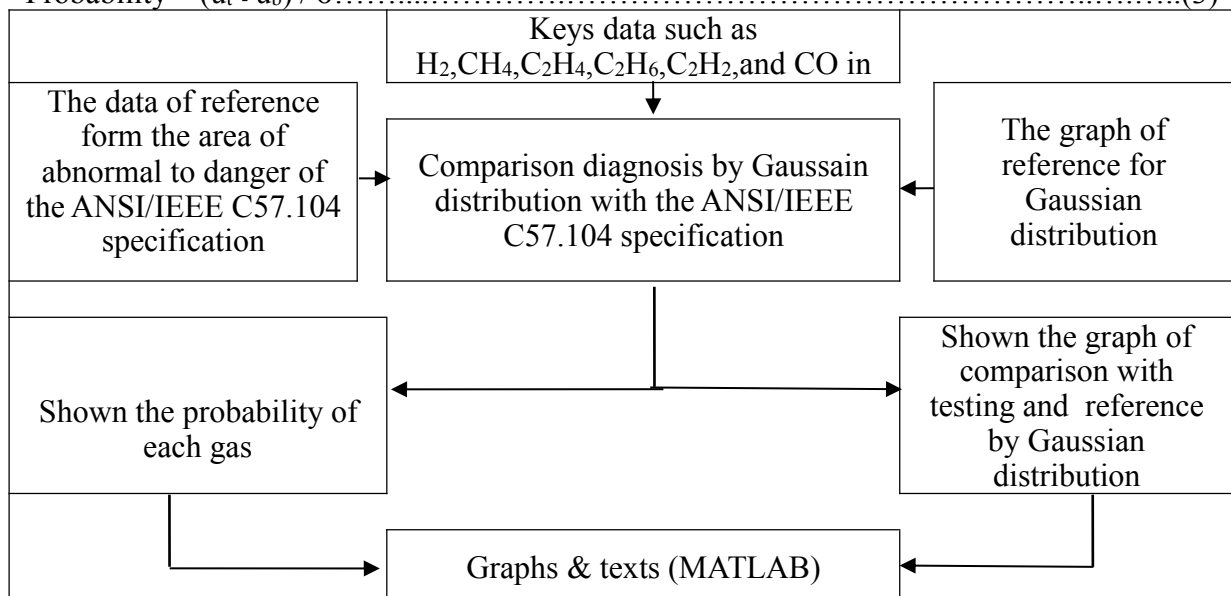 Keys data such as
H₂,CH₄,C₂H₄,C₂H₆,C₂H₂,and CO in
The data of reference
form the area of
abnormal to danger of
the ANSI/IEEE C57.104
specification
Comparison diagnosis by Gaussain
distribution with the ANSI/IEEE
C57.104 specification
The graph of
reference for
Gaussian
distribution
Shown the probability of
each gas
Shown the graph of
comparison with
testing and reference
by Gaussian
distribution
Graphs & texts (MATLAB)